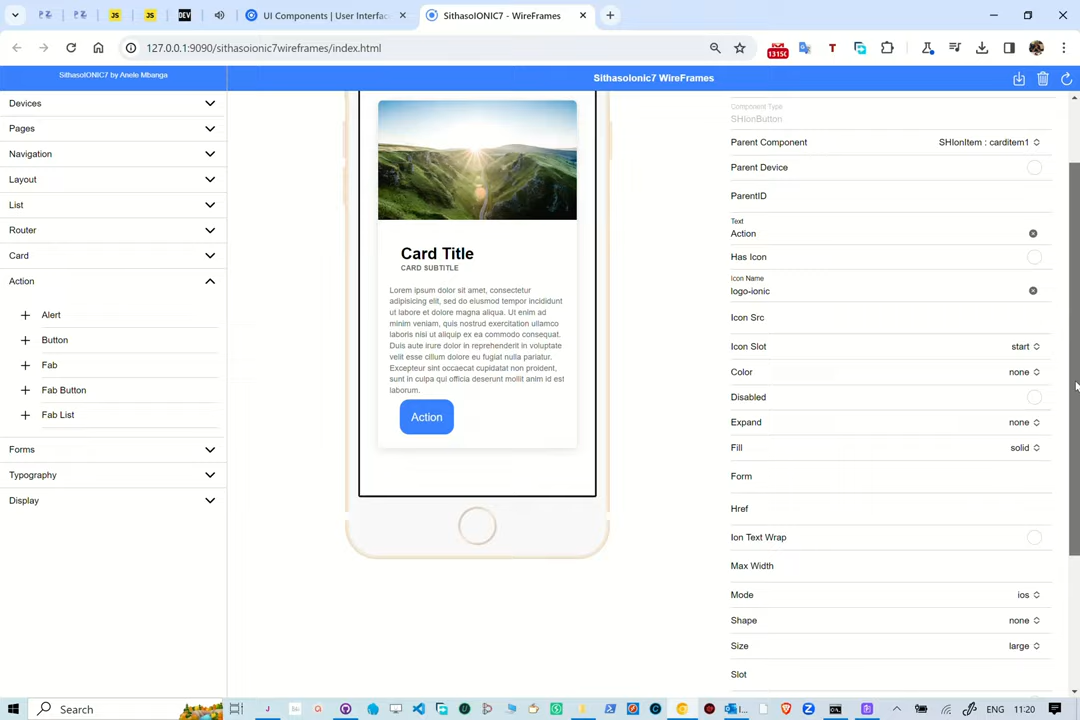 UI Components | User Interfac
SithasoIONIC7 - WireFrames
127.0.0.1:9090/sithasoionic7wireframes/index.html
SithasoIONIC7 by Anele Mbanga
SithasoIonic7 WireFrames
Devices
Pages
Navigation
Layout
List
Router
Card
Action
Alert
Button
Fab
Fab Button
Fab List
Forms
Typography
Display
Card Title
CARD SUBTITLE
Lorem ipsum dolor sit amet, consectetur
adipisicing elit, sed do eiusmod tempor incididunt
ut labore et dolore magna aliqua. Ut enim ad
minim veniam, quis nostrud exercitation ullamco
laboris nisi ut aliquip ex ea commodo consequat.
Duis aute irure dolor in reprehenderit in voluptate
velit esse cillum dolore eu fugiat nulla pariatur.
Excepteur sint occaecat cupidatat non proident,
sunt in culpa qui officia deserunt mollit anim id est
laborum.
Action
Component Type
SHIonButton
Parent Component SHIonItem : carditem1
Parent Device
ParentID
Text
Action
Has Icon
Icon Name
logo-ionic
Icon Src
Icon Slot start
Color none
Disabled
Expand none
Fill solid
Form
Href
Ion Text Wrap
Max Width
Mode ios
Shape none
Size large
Slot
Search
ENG 11:20